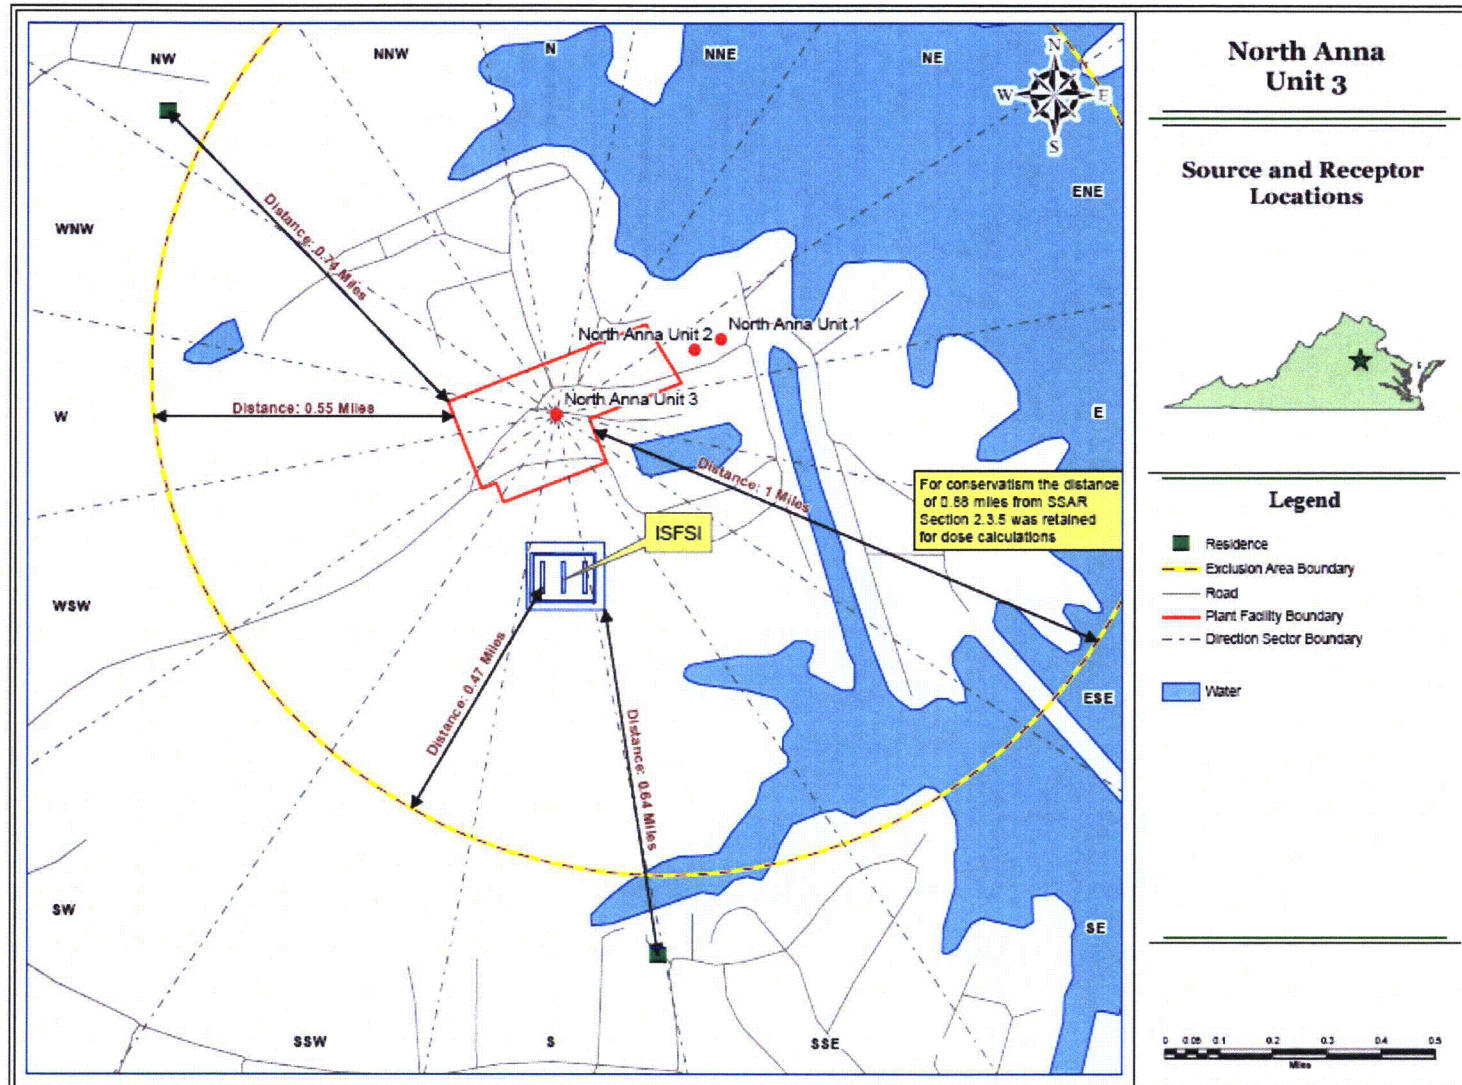 NW
NNW
N
NNE
NE
N
W
E
S
ENE
WNW
Distance: 0.74 Miles
North Anna Unit 2
North Anna Unit 1
W
Distance: 0.55 Miles
North Anna Unit 3
E
Distance: 1 Miles
For conservatism the distance
of 0.88 miles from SSAR
Section 2.3.5 was retained
for dose calculations
ISFSI
WSW
Distance: 0.47 Miles
Distance: 0.64 Miles
ESE
SW
SE
SSW
S
SSE
North Anna
Unit 3
Source and Receptor
Locations
Legend
Residence
Exclusion Area Boundary
Road
Plant Facility Boundary
Direction Sector Boundary
Water
0 0.05 0.1 0.2 0.3 0.4 0.5
Miles